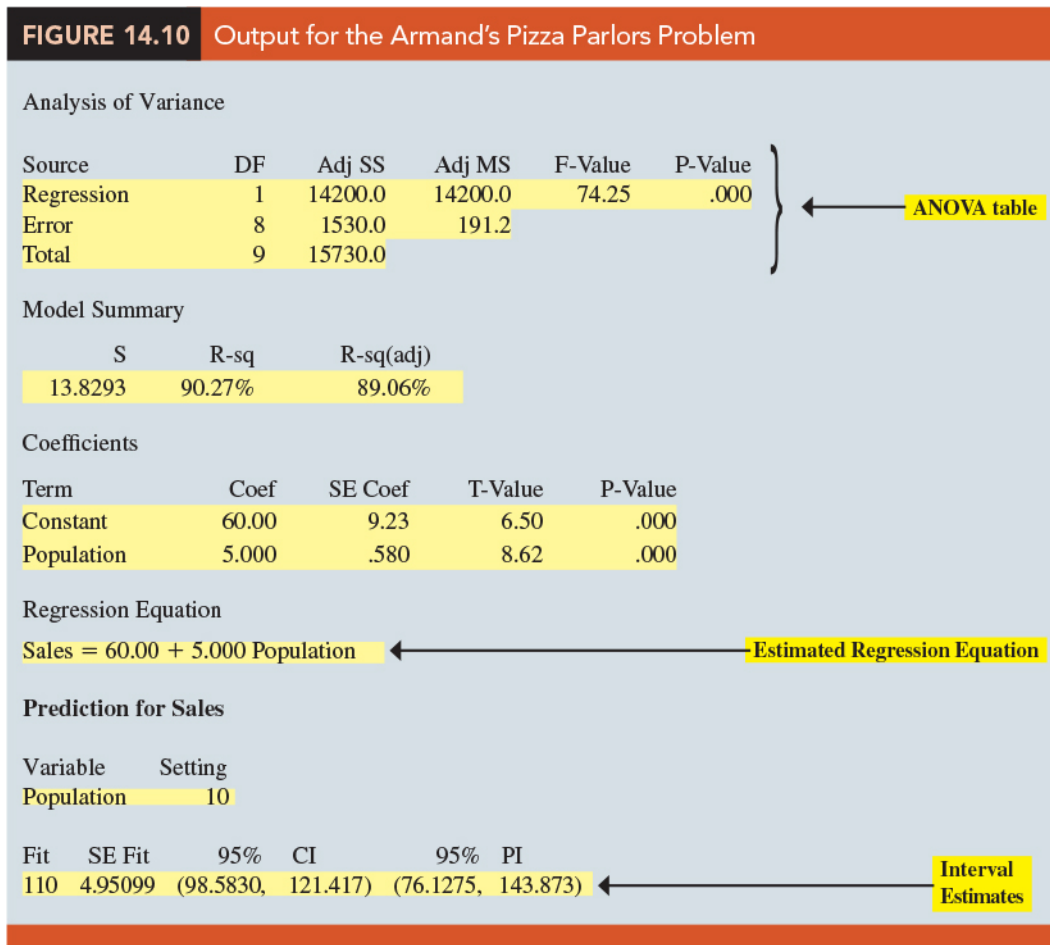 FIGURE 14.10 Output for the Armand's Pizza Parlors Problem
Analysis of Variance
Source DF Adj SS Adj MS F-Value P-Value
Regression 1 14200.0 14200.0 74.25 .000
Error 8 1530.0 191.2
Total 9 15730.0
ANOVA table
Model Summary
S R-sq R-sq(adj)
13.8293 90.27% 89.06%
Coefficients
Term Coef SE Coef T-Value P-Value
Constant 60.00 9.23 6.50 .000
Population 5.000 .580 8.62 .000
Regression Equation
Sales = 60.00 + 5.000 Population
Estimated Regression Equation
Prediction for Sales
Variable Setting
Population 10
Fit SE Fit 95% CI 95% PI
110 4.95099 (98.5830, 121.417) (76.1275, 143.873)
Interval
Estimates